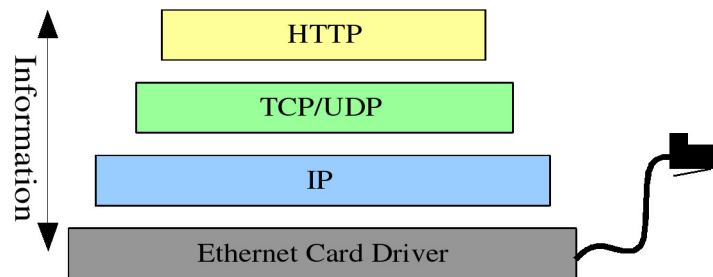 Information
HTTP
TCP/UDP
IP
Ethernet Card Driver